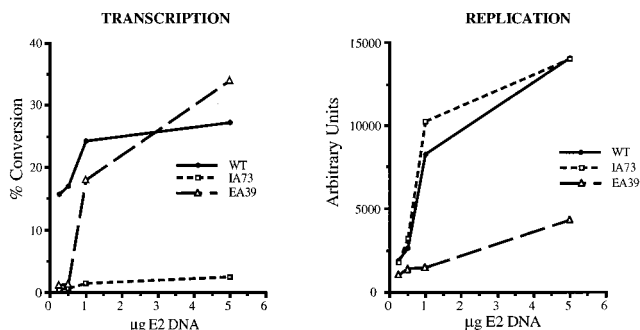 TRANSCRIPTION
% Conversion
40
30
20
10
0
0 1 2 3 4 5 6
µg E2 DNA
WT
IA73
EA39
REPLICATION
Arbitrary Units
15000
10000
5000
0
0 1 2 3 4 5 6
µg E2 DNA
WT
IA73
EA39